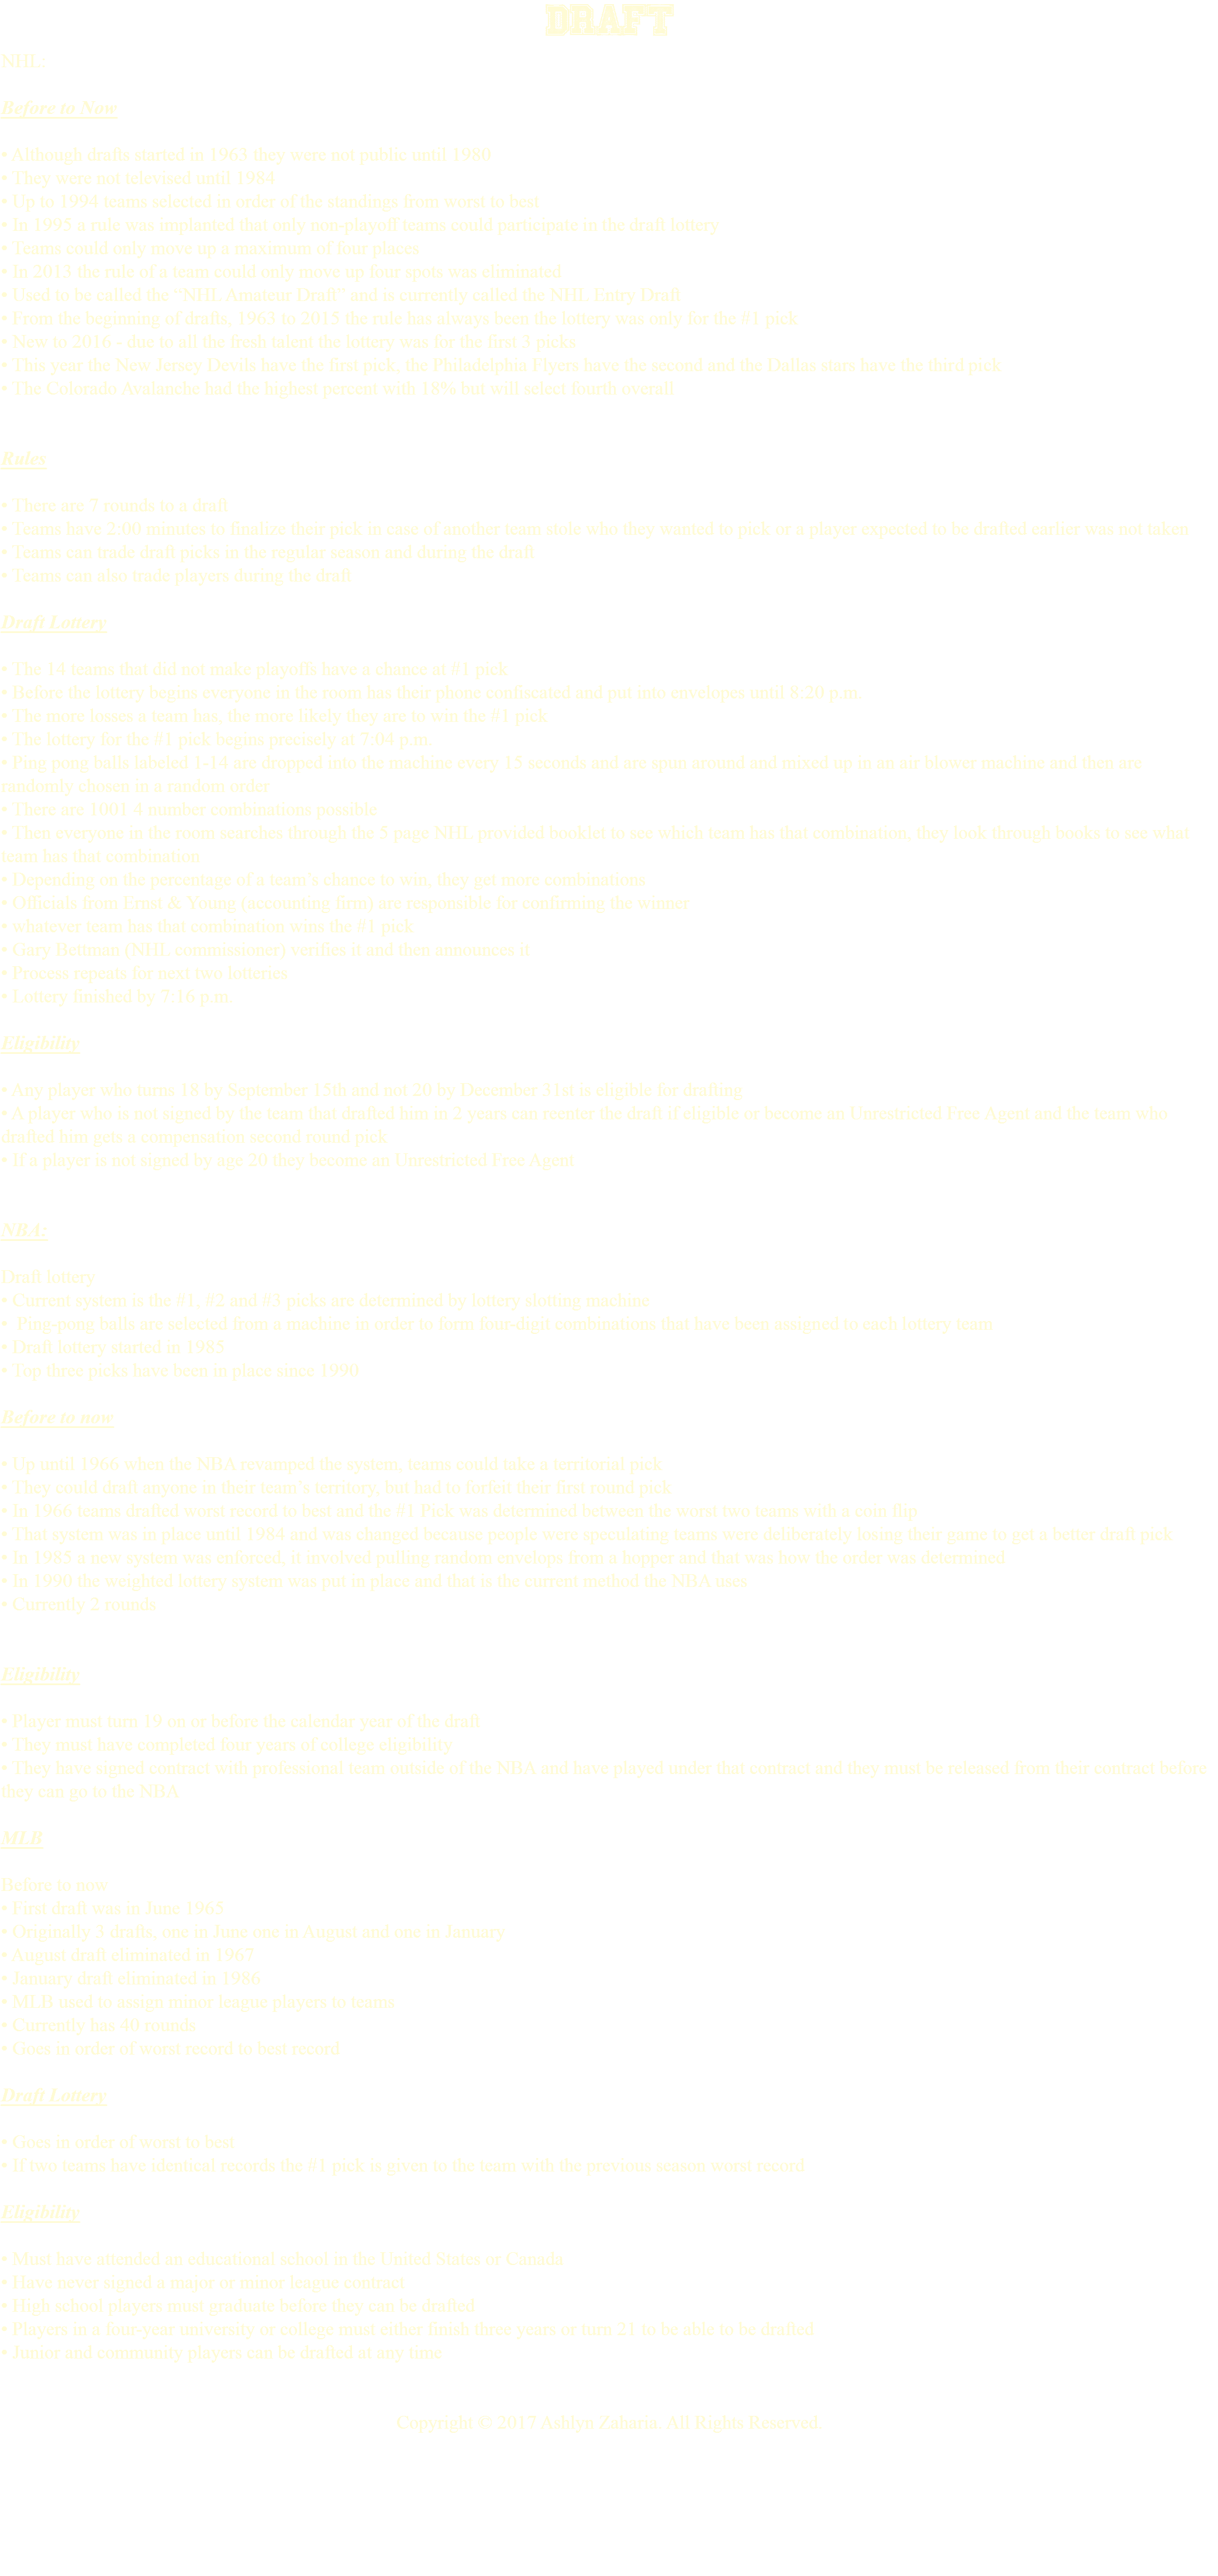 DRAFT
NHL:
Before to Now
• Although drafts started in 1963 they were not public until 1980
• They were not televised until 1984
• Up to 1994 teams selected in order of the standings from worst to best
• In 1995 a rule was implanted that only non-playoff teams could participate in the draft lottery
• Teams could only move up a maximum of four places
• In 2013 the rule of a team could only move up four spots was eliminated
• Used to be called the “NHL Amateur Draft” and is currently called the NHL Entry Draft
• From the beginning of drafts, 1963 to 2015 the rule has always been the lottery was only for the #1 pick
• New to 2016 - due to all the fresh talent the lottery was for the first 3 picks
• This year the New Jersey Devils have the first pick, the Philadelphia Flyers have the second and the Dallas stars have the third pick
• The Colorado Avalanche had the highest percent with 18% but will select fourth overall
Rules
• There are 7 rounds to a draft
• Teams have 2:00 minutes to finalize their pick in case of another team stole who they wanted to pick or a player expected to be drafted earlier was not taken
• Teams can trade draft picks in the regular season and during the draft
• Teams can also trade players during the draft
Draft Lottery
• The 14 teams that did not make playoffs have a chance at #1 pick
• Before the lottery begins everyone in the room has their phone confiscated and put into envelopes until 8:20 p.m.
• The more losses a team has, the more likely they are to win the #1 pick
• The lottery for the #1 pick begins precisely at 7:04 p.m.
• Ping pong balls labeled 1-14 are dropped into the machine every 15 seconds and are spun around and mixed up in an air blower machine and then are
randomly chosen in a random order
• There are 1001 4 number combinations possible
• Then everyone in the room searches through the 5 page NHL provided booklet to see which team has that combination, they look through books to see what
team has that combination
• Depending on the percentage of a team’s chance to win, they get more combinations
• Officials from Ernst & Young (accounting firm) are responsible for confirming the winner
• whatever team has that combination wins the #1 pick
• Gary Bettman (NHL commissioner) verifies it and then announces it
• Process repeats for next two lotteries
• Lottery finished by 7:16 p.m.
Eligibility
• Any player who turns 18 by September 15th and not 20 by December 31st is eligible for drafting
• A player who is not signed by the team that drafted him in 2 years can reenter the draft if eligible or become an Unrestricted Free Agent and the team who
drafted him gets a compensation second round pick
• If a player is not signed by age 20 they become an Unrestricted Free Agent
NBA:
Draft lottery
• Current system is the #1, #2 and #3 picks are determined by lottery slotting machine
• Ping-pong balls are selected from a machine in order to form four-digit combinations that have been assigned to each lottery team
• Draft lottery started in 1985
• Top three picks have been in place since 1990
Before to now
• Up until 1966 when the NBA revamped the system, teams could take a territorial pick
• They could draft anyone in their team’s territory, but had to forfeit their first round pick
• In 1966 teams drafted worst record to best and the #1 Pick was determined between the worst two teams with a coin flip
• That system was in place until 1984 and was changed because people were speculating teams were deliberately losing their game to get a better draft pick
• In 1985 a new system was enforced, it involved pulling random envelops from a hopper and that was how the order was determined
• In 1990 the weighted lottery system was put in place and that is the current method the NBA uses
• Currently 2 rounds
Eligibility
• Player must turn 19 on or before the calendar year of the draft
• They must have completed four years of college eligibility
• They have signed contract with professional team outside of the NBA and have played under that contract and they must be released from their contract before
they can go to the NBA
MLB
Before to now
• First draft was in June 1965
• Originally 3 drafts, one in June one in August and one in January
• August draft eliminated in 1967
• January draft eliminated in 1986
• MLB used to assign minor league players to teams
• Currently has 40 rounds
• Goes in order of worst record to best record
Draft Lottery
• Goes in order of worst to best
• If two teams have identical records the #1 pick is given to the team with the previous season worst record
Eligibility
• Must have attended an educational school in the United States or Canada
• Have never signed a major or minor league contract
• High school players must graduate before they can be drafted
• Players in a four-year university or college must either finish three years or turn 21 to be able to be drafted
• Junior and community players can be drafted at any time
Copyright © 2017 Ashlyn Zaharia. All Rights Reserved.